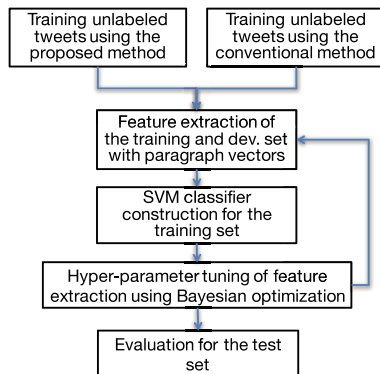 Training unlabeled
tweets using the
proposed method
Training unlabeled
tweets using the
conventional method
Feature extraction of
the training and dev. set
with paragraph vectors
SVM classifier
construction for the
training set
Hyper-parameter tuning of feature
extraction using Bayesian optimization
Evaluation for the test
set